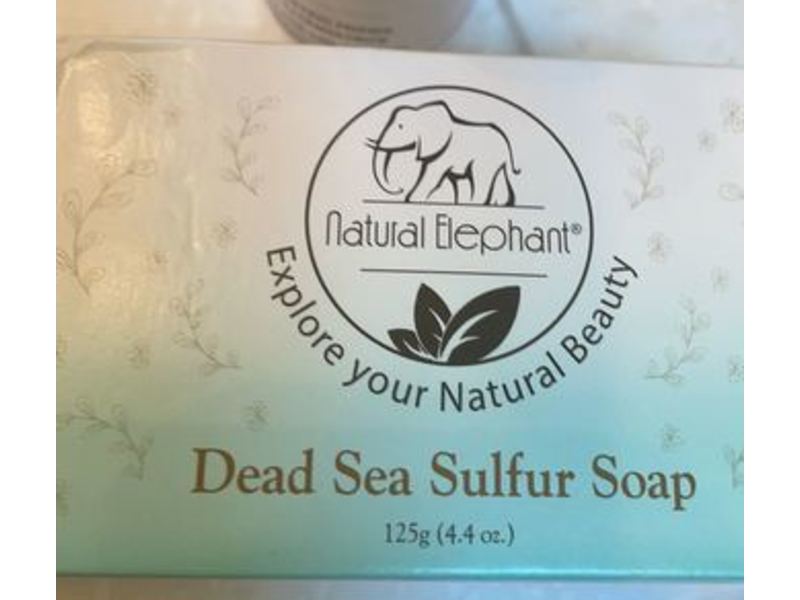 Natural Elephant®
Explore your Natural Beauty
Dead Sea Sulfur Soap
125g (4.4 oz.)